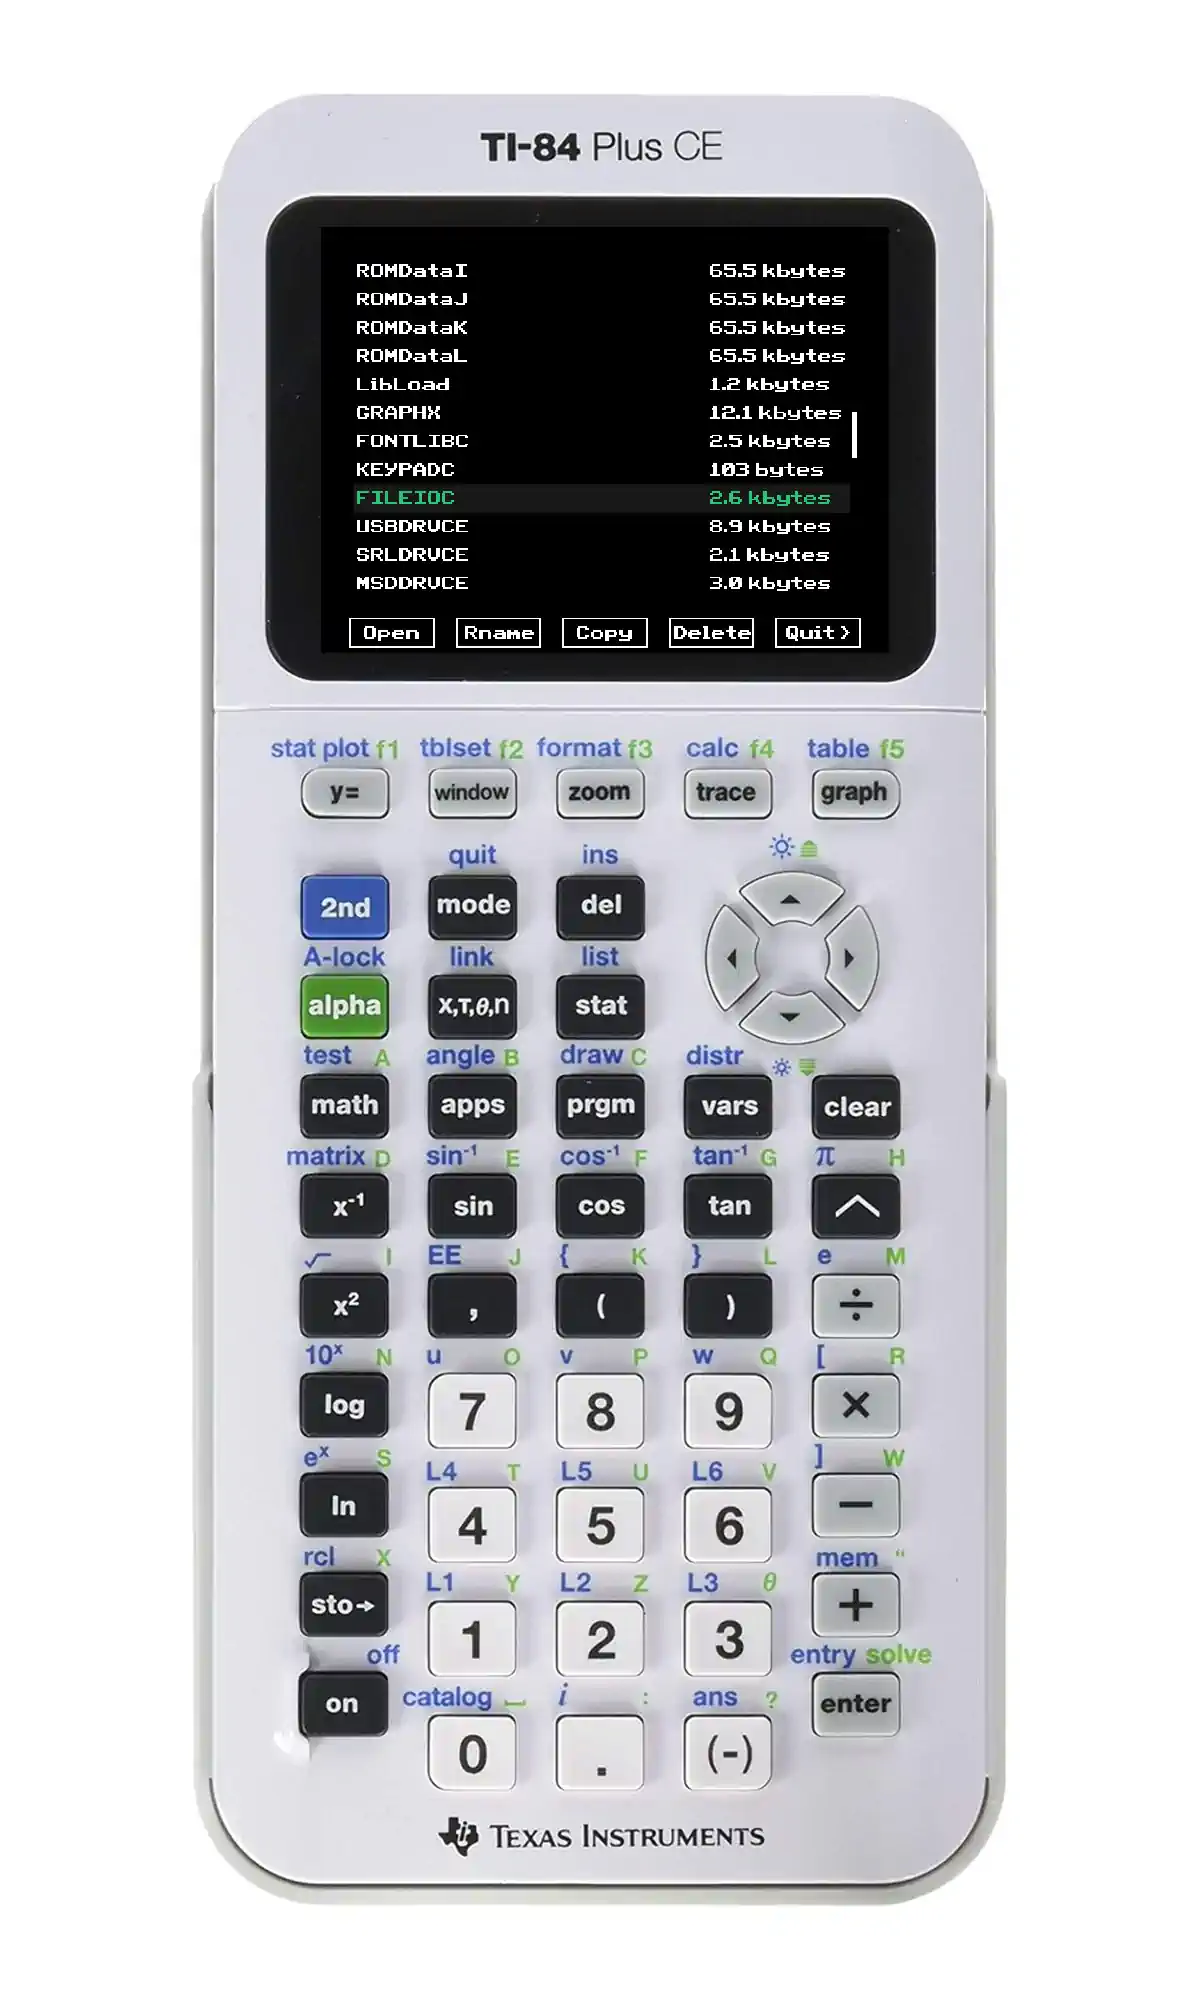 TI-84 Plus CE
ROMDataI 65.5 kbytes
ROMDataJ 65.5 kbytes
ROMDataK 65.5 kbytes
ROMDataL 65.5 kbytes
LibLoad 1.2 kbytes
GRAPHX 12.1 kbytes
FONTLIBC 2.5 kbytes
KEYPADC 103 bytes
FILEIOC 2.6 kbytes
USBDRVCE 8.9 kbytes
SRLDRVCE 2.1 kbytes
MSDDRVCE 3.0 kbytes
Open Rname Copy Delete Quit >
stat plot f1 tblset f2 format f3 calc f4 table f5
y= window zoom trace graph
quit ins
2nd mode del
A-lock link list
alpha X,T,θ,n stat
test A angle B draw C distr
math apps prgm vars clear
matrix D sin⁻¹ E cos⁻¹ F tan⁻¹ G π H
x⁻¹ sin cos tan ^
√ I EE J { K } L e M
x² , ( ) ÷
10ˣ N u O v P w Q [ R
log 7 8 9 ×
eˣ S L4 T L5 U L6 V ] W
ln 4 5 6 −
rcl X L1 Y L2 Z L3 θ mem "
sto→ 1 2 3 +
off entry solve
on catalog ⎵ i : ans ? enter
0 . (-)
TEXAS INSTRUMENTS